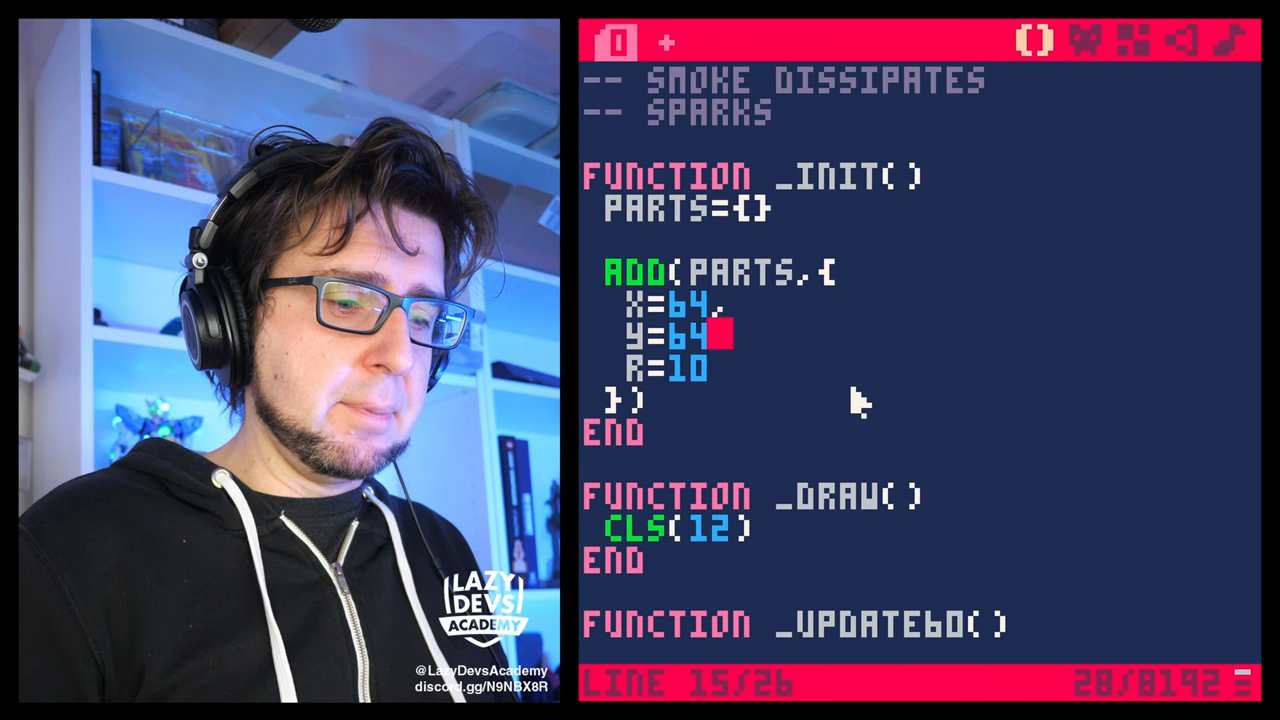 -- SMOKE DISSIPATES
-- SPARKS
FUNCTION _INIT()
PARTS={}
ADD(PARTS,{
X=64,
Y=64
R=10
})
END
FUNCTION _DRAW()
CLS(12)
END
FUNCTION _UPDATE60()
LINE 15/26 28/8192
LAZY
DEVS
ACADEMY
@LazyDevsAcademy
discord.gg/N9NBX8R
0 +